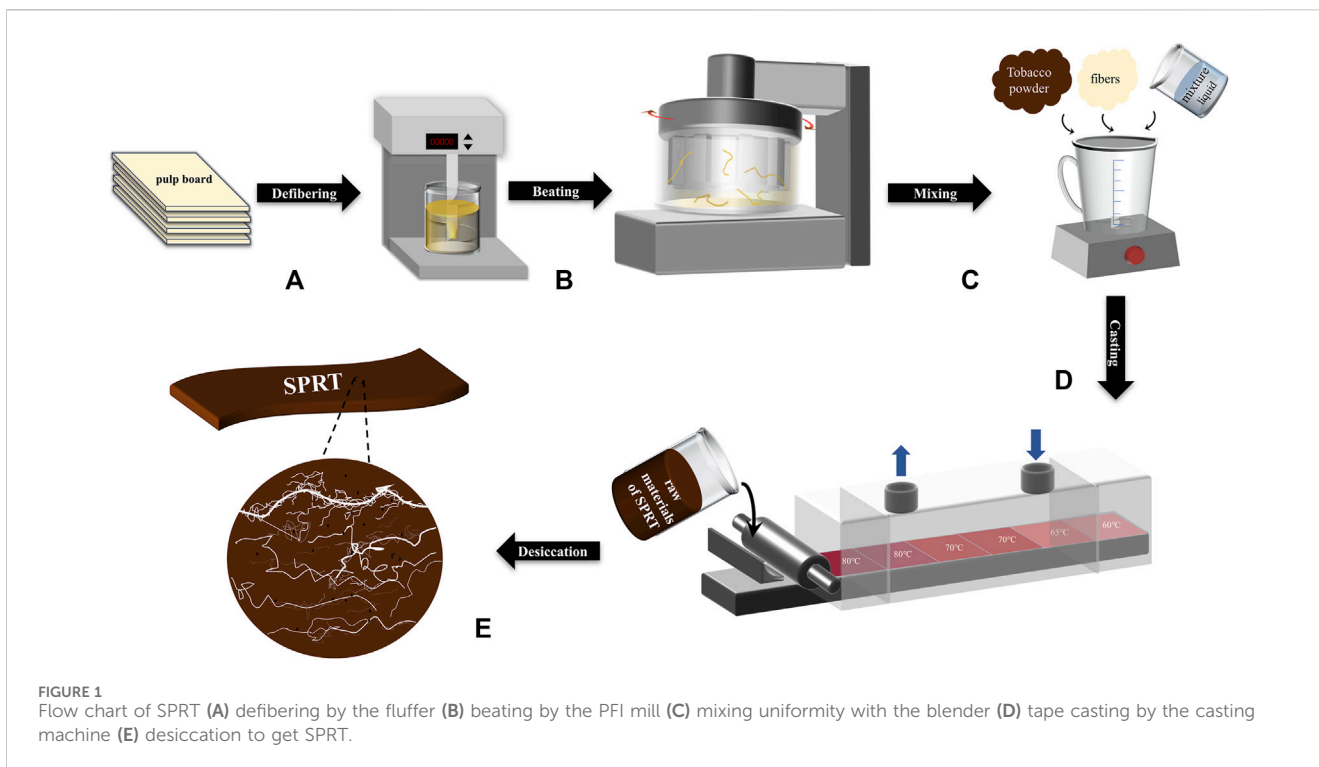 pulp board
Defibering
A
00000
Beating
B
Mixing
C
Tobacco
powder
fibers
mixture
liquid
Casting
D
SPRT
raw
materials
of SPRT
80°C
80°C
70°C
70°C
65°C
60°C
Desiccation
E
FIGURE 1
Flow chart of SPRT (A) defibering by the fluffer (B) beating by the PFI mill (C) mixing uniformity with the blender (D) tape casting by the casting
machine (E) desiccation to get SPRT.